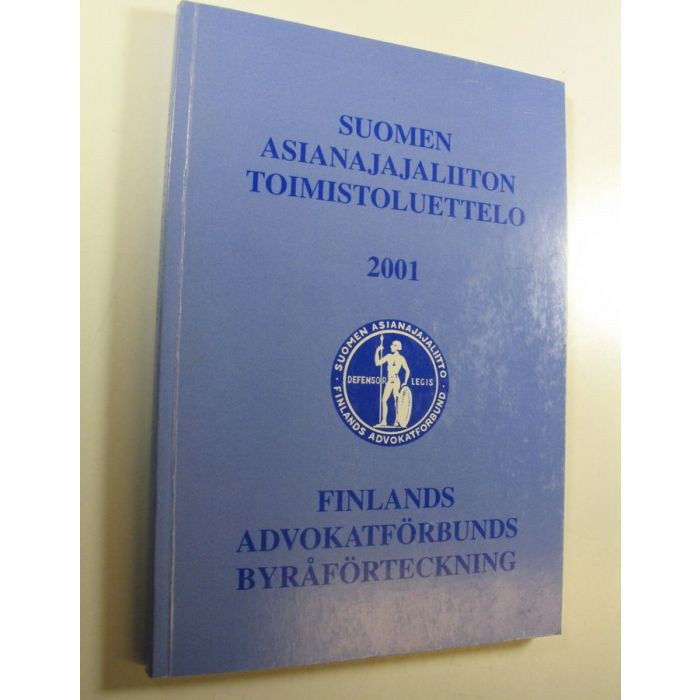 SUOMEN
ASIANAJAJALIITON
TOIMISTOLUETTELO
2001
· SUOMEN ASIANAJAJALIITTO ·
DEFENSOR LEGIS
FINLANDS ADVOKATFÖRBUND
FINLANDS
ADVOKATFÖRBUNDS
BYRÅFÖRTECKNING